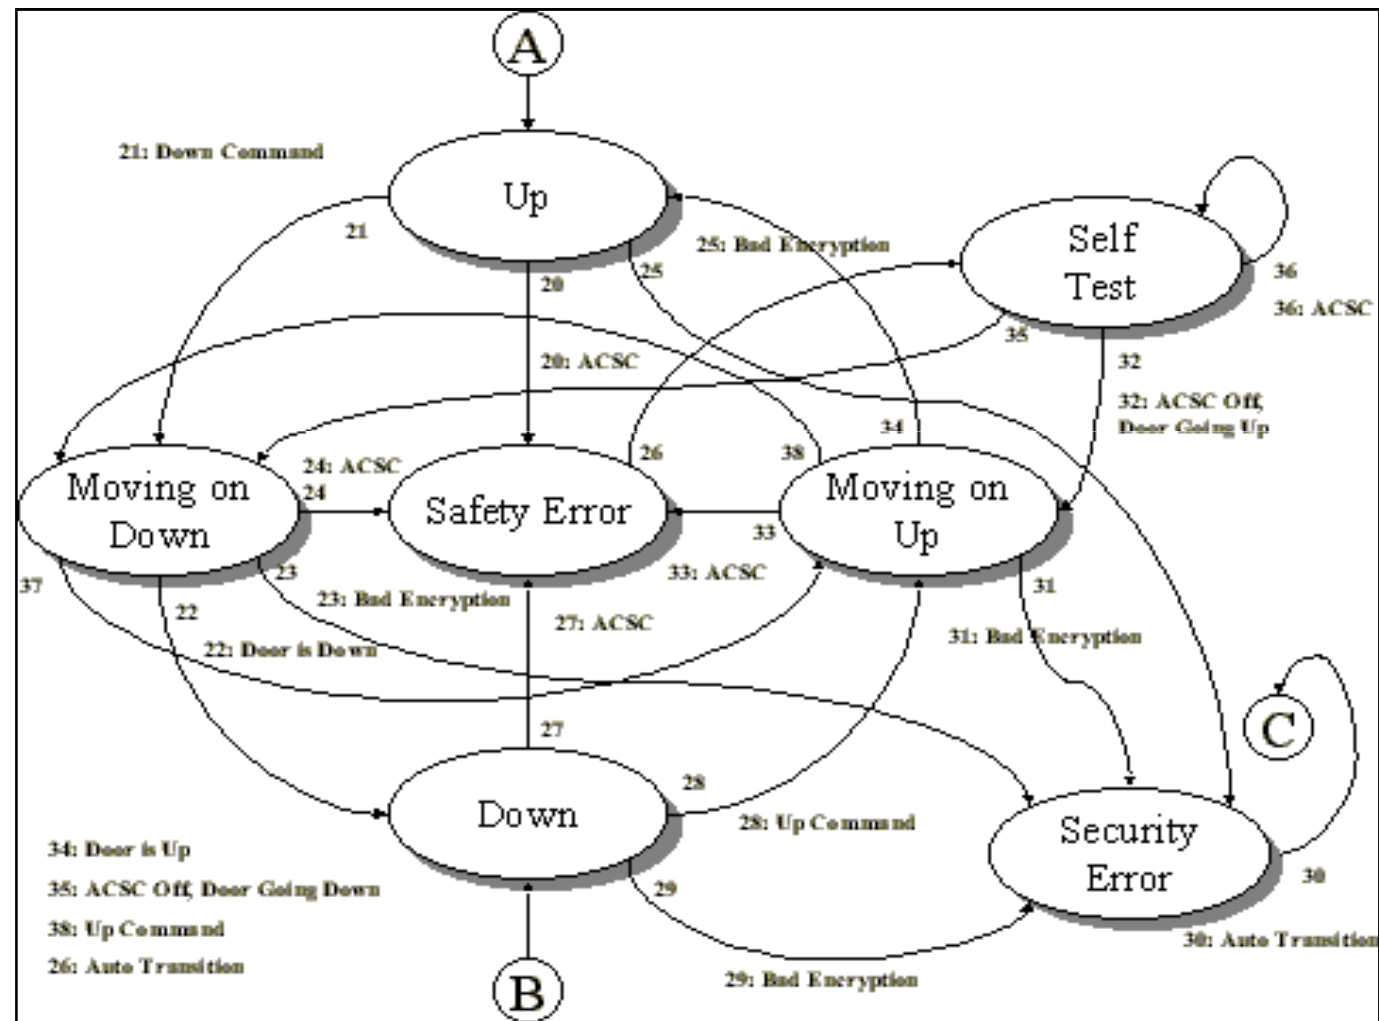 A
21: Down Command
Up
21
20
25
25: Bad Encryption
Self
Test
36
36: ACSC
35
32
20: ACSC
32: ACSC Off,
Door Going Up
34
24: ACSC
24
26
38
Moving on
Down
Safety Error
Moving on
Up
33
37
23
22
23: Bad Encryption
33: ACSC
31
27: ACSC
22: Door is Down
31: Bad Encryption
27
C
28
Down
28: Up Command
Security
Error
34: Door is Up
35: ACSC Off, Door Going Down
29
30
38: Up Command
30: Auto Transition
26: Auto Transition
29: Bad Encryption
B